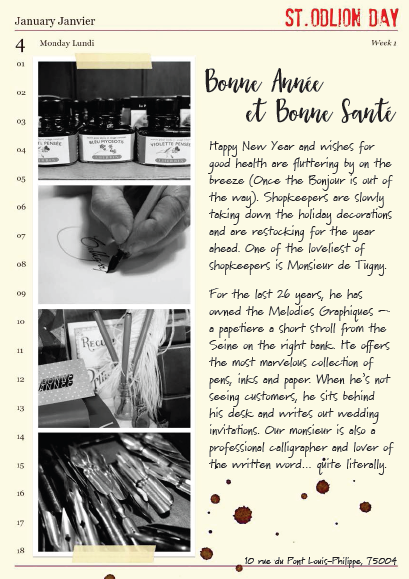 January Janvier
ST.ODLION DAY
4
Monday Lundi
Week 1
01
02
03
04
05
06
07
08
09
10
11
12
13
14
15
16
17
18
BLEU MYOSOTIS
VIOLETTE PENSÉE
Bonne Année
et Bonne Santé
Happy New Year and wishes for
good health are fluttering by on the
breeze (Once the Bonjour is out of
the way). Shopkeepers are slowly
taking down the holiday decorations
and are restocking for the year
ahead. One of the loveliest of
shopkeepers is Monsieur de Tugny.
For the last 26 years, he has
owned the Melodies Graphiques –
a papetiere a short stroll from the
Seine on the right bank. He offers
the most marvelous collection of
pens, inks and paper. When he's not
seeing customers, he sits behind
his desk and writes out wedding
invitations. Our monsieur is also a
professional calligrapher and lover of
the written word... quite literally.
10 rue du Pont Louis-Philippe, 75004